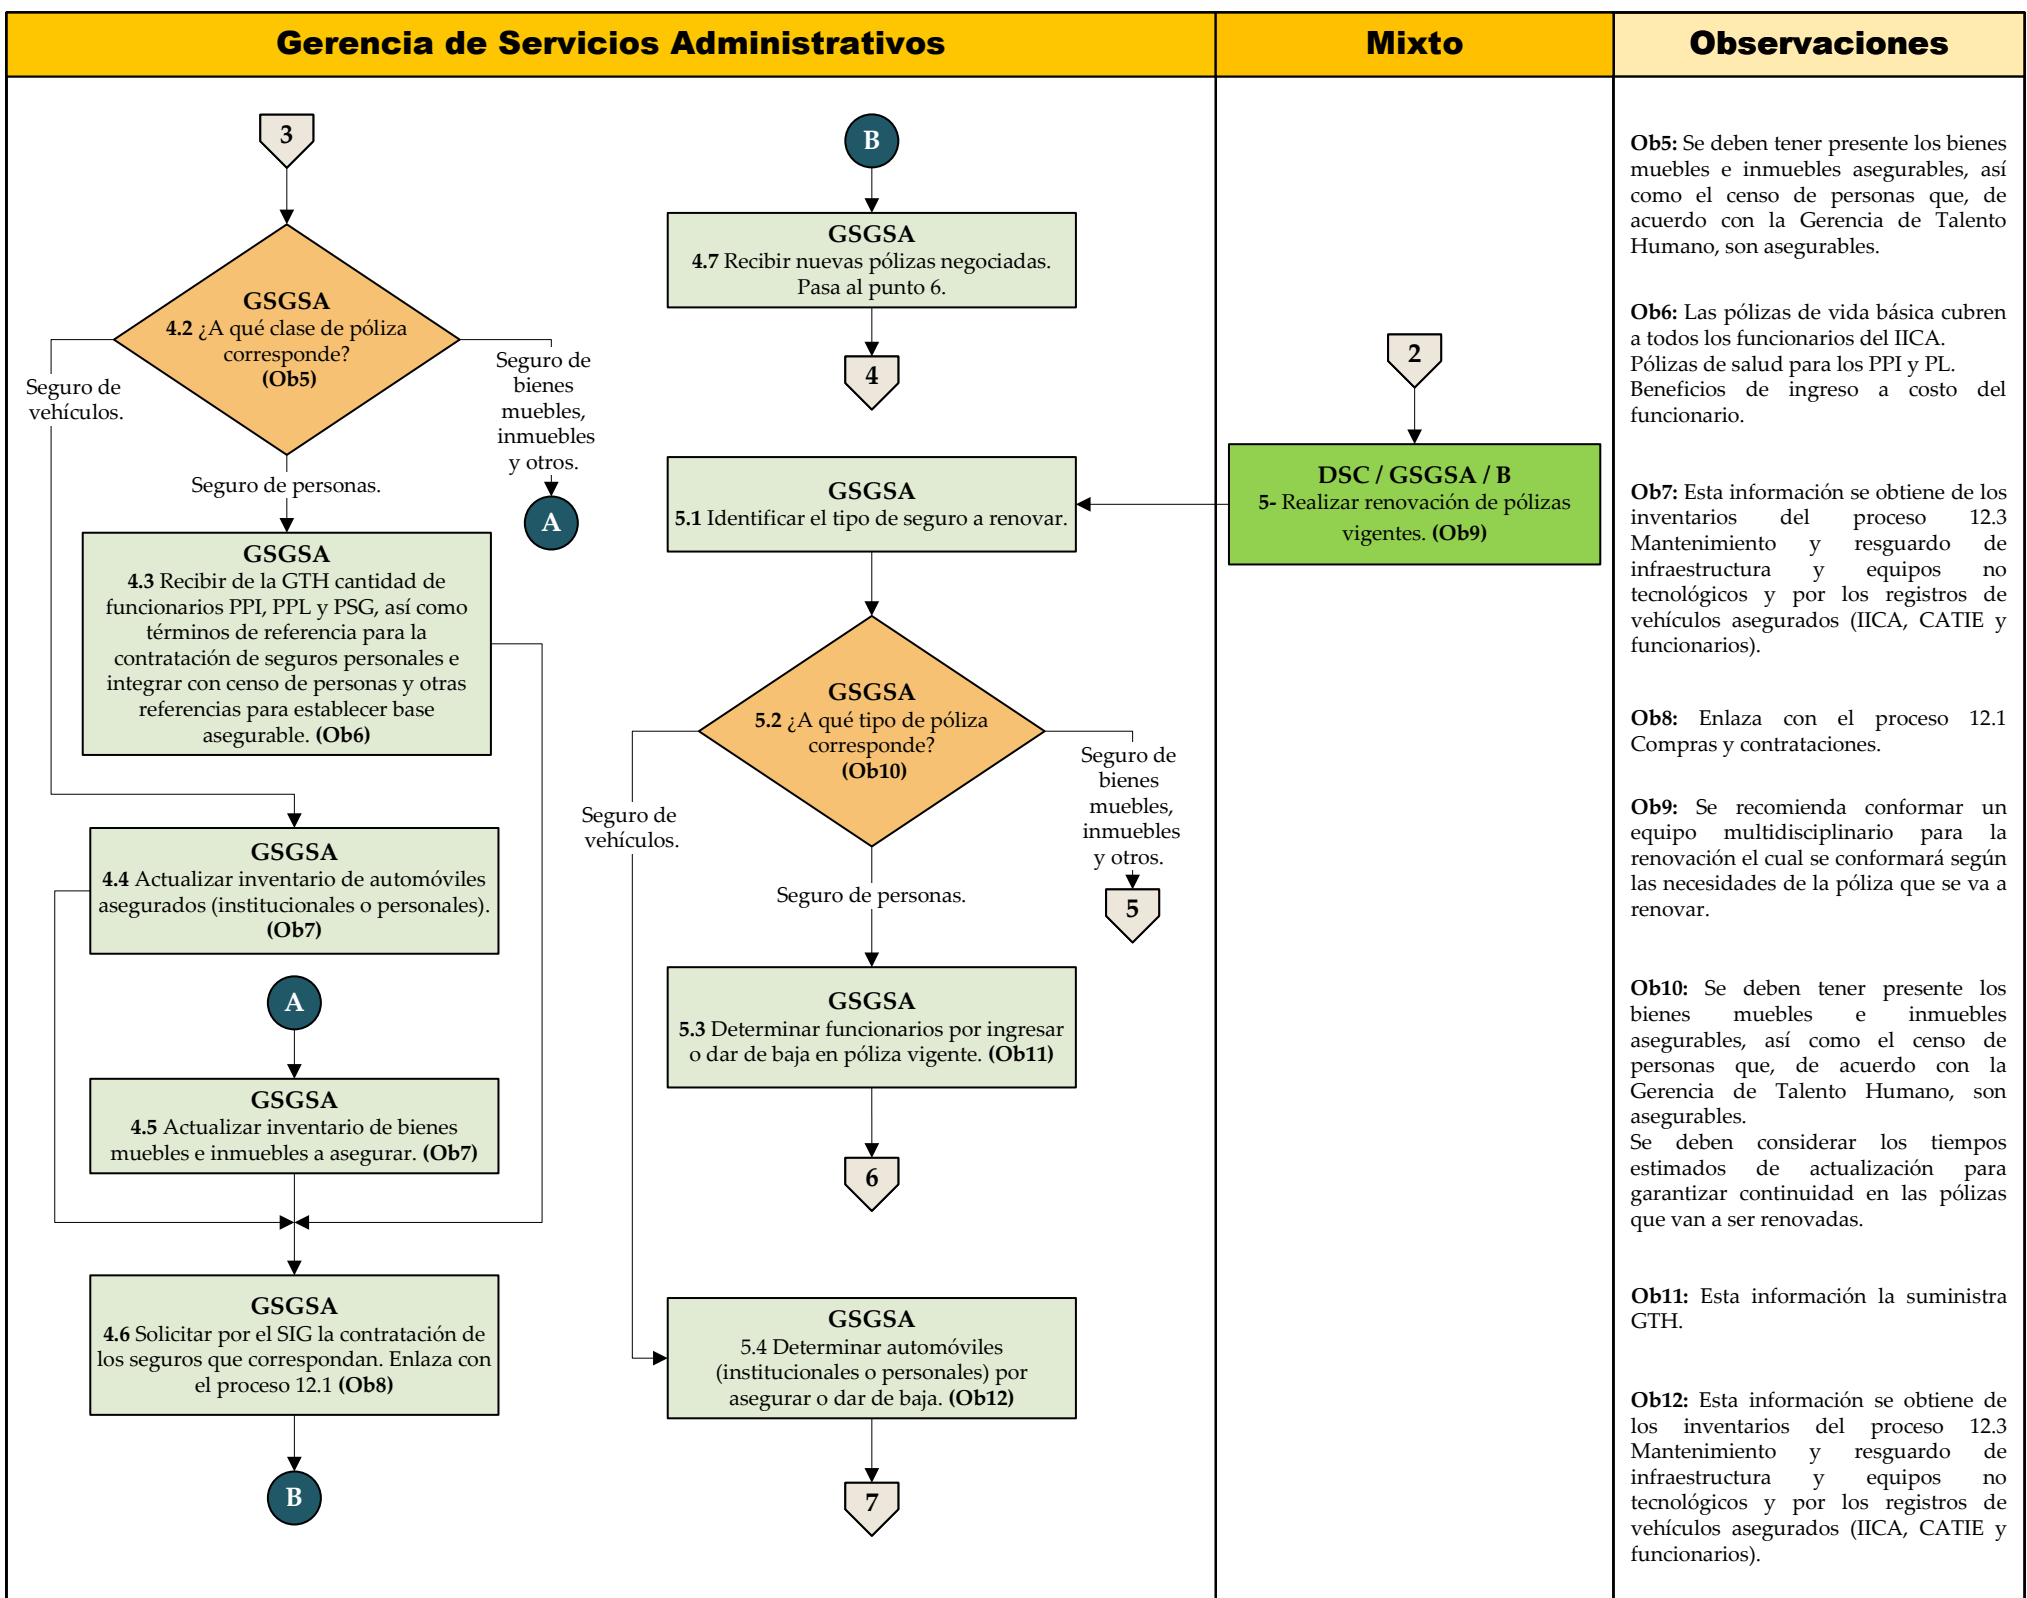 Gerencia de Servicios Administrativos
Mixto
Observaciones
3
GSGSA
4.2 ¿A qué clase de póliza
corresponde?
(Ob5)
Seguro de
vehículos.
Seguro de
bienes
muebles,
inmuebles
y otros.
A
Seguro de personas.
GSGSA
4.3 Recibir de la GTH cantidad de
funcionarios PPI, PPL y PSG, así como
términos de referencia para la
contratación de seguros personales e
integrar con censo de personas y otras
referencias para establecer base
asegurable. (Ob6)
GSGSA
4.4 Actualizar inventario de automóviles
asegurados (institucionales o personales).
(Ob7)
A
GSGSA
4.5 Actualizar inventario de bienes
muebles e inmuebles a asegurar. (Ob7)
GSGSA
4.6 Solicitar por el SIG la contratación de
los seguros que correspondan. Enlaza con
el proceso 12.1 (Ob8)
B
B
GSGSA
4.7 Recibir nuevas pólizas negociadas.
Pasa al punto 6.
4
GSGSA
5.1 Identificar el tipo de seguro a renovar.
GSGSA
5.2 ¿A qué tipo de póliza
corresponde?
(Ob10)
Seguro de
vehículos.
Seguro de
bienes
muebles,
inmuebles
y otros.
5
Seguro de personas.
GSGSA
5.3 Determinar funcionarios por ingresar
o dar de baja en póliza vigente. (Ob11)
6
GSGSA
5.4 Determinar automóviles
(institucionales o personales) por
asegurar o dar de baja. (Ob12)
7
2
DSC / GSGSA / B
5- Realizar renovación de pólizas
vigentes. (Ob9)
Ob5: Se deben tener presente los bienes
muebles e inmuebles asegurables, así
como el censo de personas que, de
acuerdo con la Gerencia de Talento
Humano, son asegurables.
Ob6: Las pólizas de vida básica cubren
a todos los funcionarios del IICA.
Pólizas de salud para los PPI y PL.
Beneficios de ingreso a costo del
funcionario.
Ob7: Esta información se obtiene de los
inventarios del proceso 12.3
Mantenimiento y resguardo de
infraestructura y equipos no
tecnológicos y por los registros de
vehículos asegurados (IICA, CATIE y
funcionarios).
Ob8: Enlaza con el proceso 12.1
Compras y contrataciones.
Ob9: Se recomienda conformar un
equipo multidisciplinario para la
renovación el cual se conformará según
las necesidades de la póliza que se va a
renovar.
Ob10: Se deben tener presente los
bienes muebles e inmuebles
asegurables, así como el censo de
personas que, de acuerdo con la
Gerencia de Talento Humano, son
asegurables.
Se deben considerar los tiempos
estimados de actualización para
garantizar continuidad en las pólizas
que van a ser renovadas.
Ob11: Esta información la suministra
GTH.
Ob12: Esta información se obtiene de
los inventarios del proceso 12.3
Mantenimiento y resguardo de
infraestructura y equipos no
tecnológicos y por los registros de
vehículos asegurados (IICA, CATIE y
funcionarios).